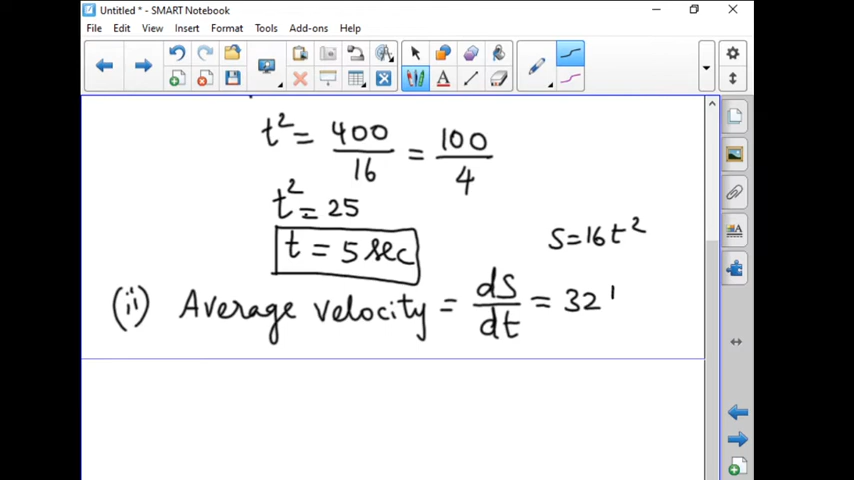 Untitled * - SMART Notebook
File Edit View Insert Format Tools Add-ons Help
t² = 400/16 = 100/4
t² = 25
t = 5 sec
S=16t²
(ii) Average velocity = dS/dt = 32